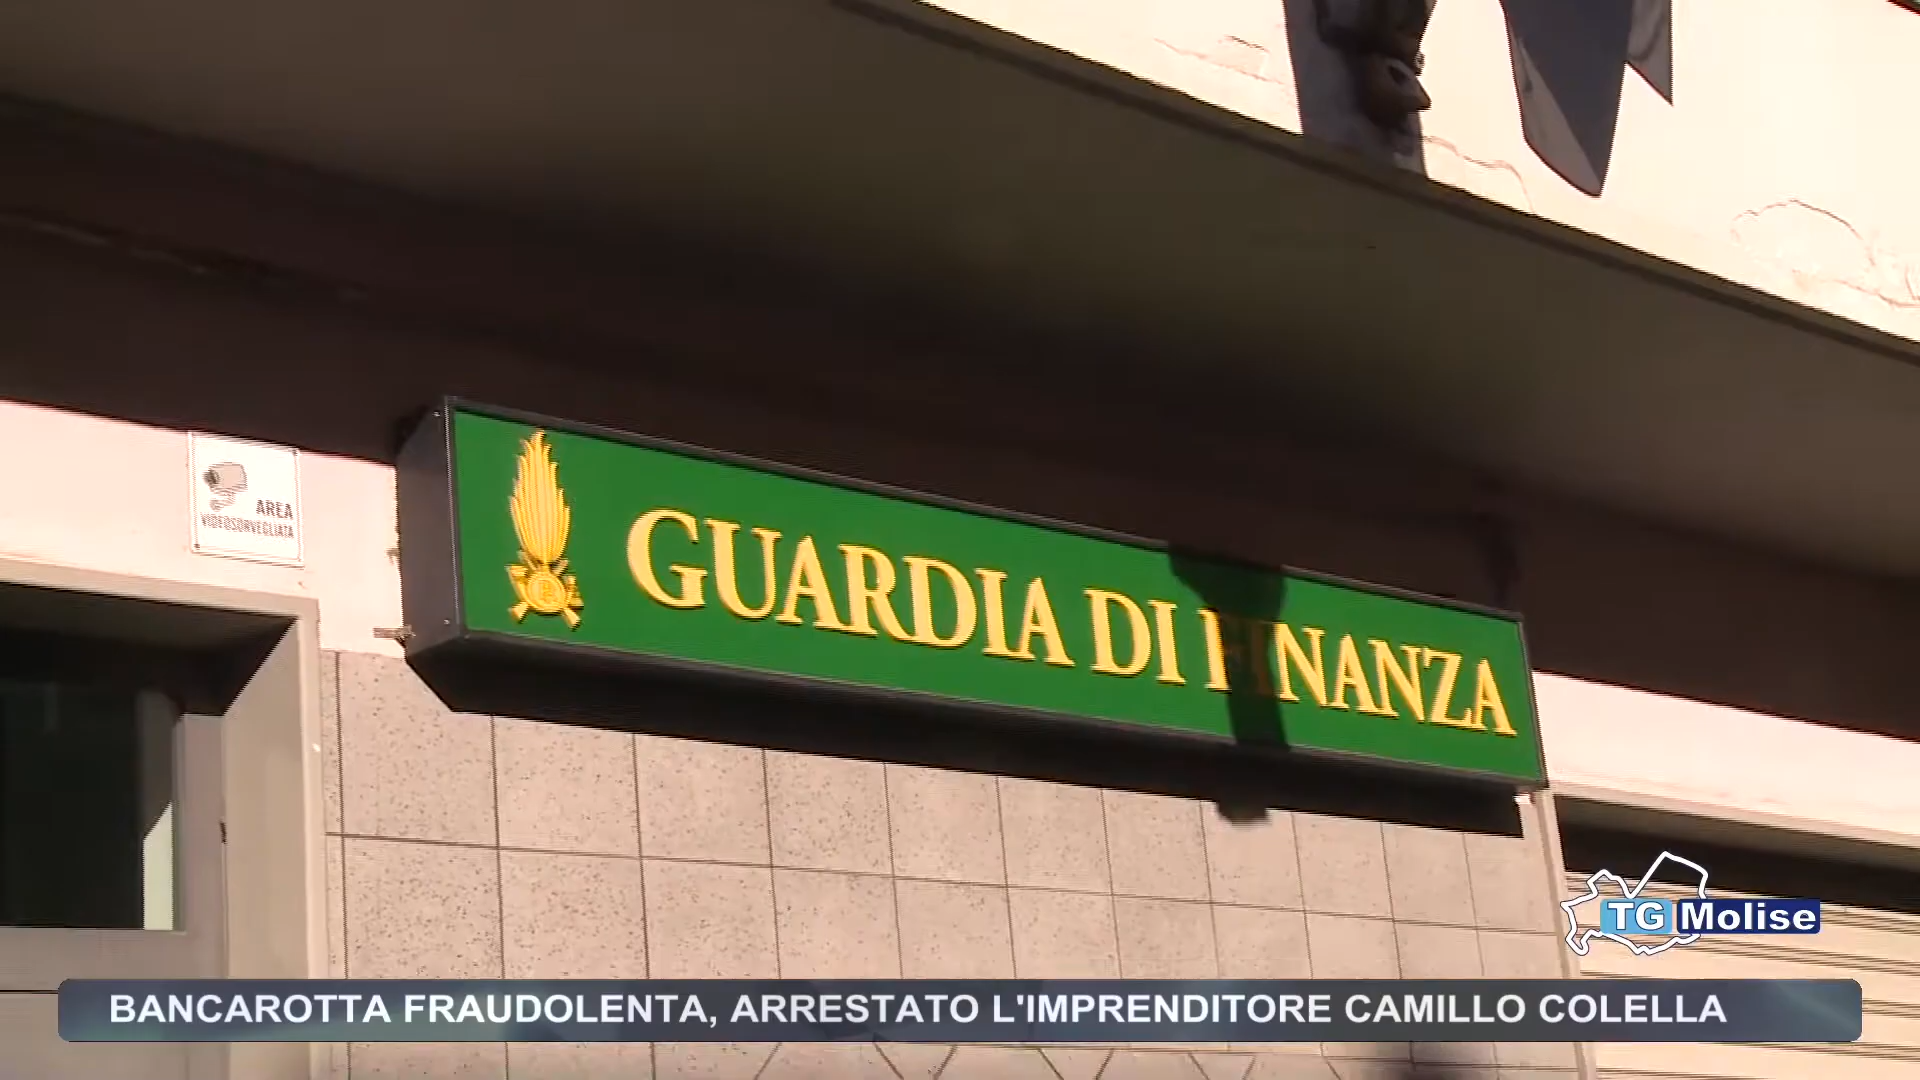 AREA
VIDEOSORVEGLIATA
GUARDIA DI FINANZA
TG Molise
BANCAROTTA FRAUDOLENTA, ARRESTATO L'IMPRENDITORE CAMILLO COLELLA